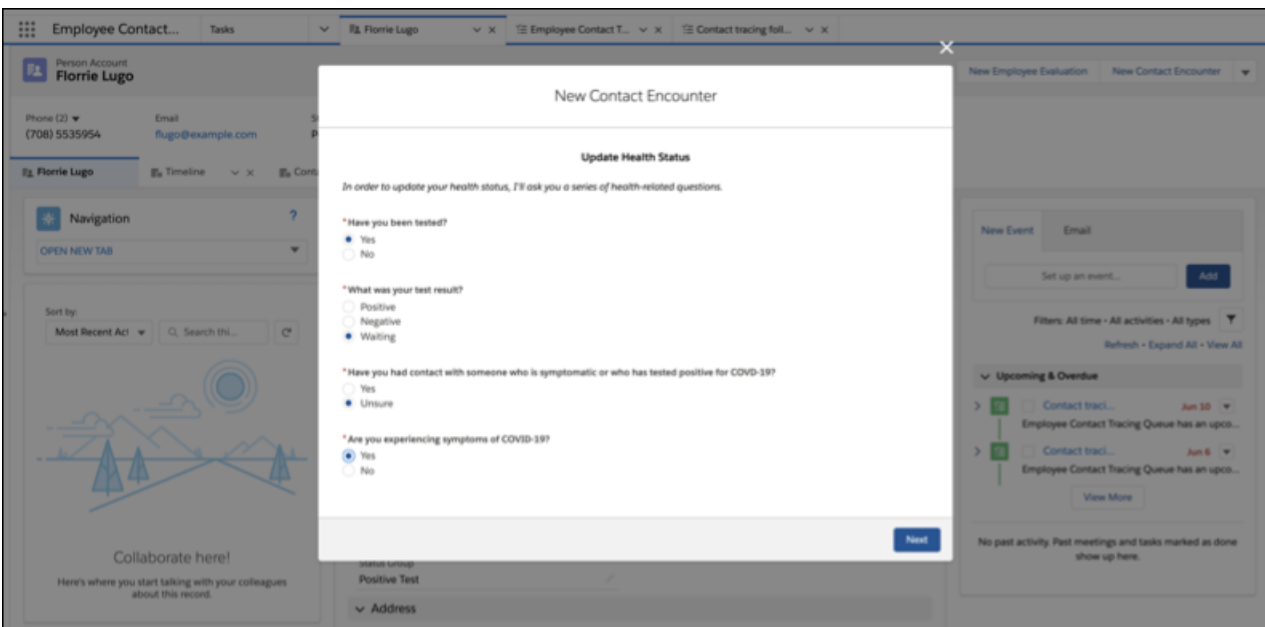 Employee Contact...
Tasks
Florrie Lugo
Employee Contact T...
Contact tracing foll...
Person Account
Florrie Lugo
New Employee Evaluation
New Contact Encounter
Phone (2)
Email
(708) 5535954
flugo@example.com
Florrie Lugo
Timeline
Navigation
?
OPEN NEW TAB
Sort by:
Most Recent Act
Search thi...
Collaborate here!
Here's where you start talking with your colleagues
about this record.
New Contact Encounter
Update Health Status
In order to update your health status, I'll ask you a series of health-related questions.
*Have you been tested?
Yes
No
*What was your test result?
Positive
Negative
Waiting
*Have you had contact with someone who is symptomatic or who has tested positive for COVD-19?
Yes
Unsure
*Are you experiencing symptoms of COVID-19?
Yes
No
Next
Status Group
Positive Test
Address
New Event
Email
Set up an event...
Add
Filters: All time • All activities • All types
Refresh • Expand All • View All
Upcoming & Overdue
Contact traci...
Jun 10
Employee Contact Tracing Queue has an upco...
Contact traci...
Jun 6
Employee Contact Tracing Queue has an upco...
View More
No past activity. Past meetings and tasks marked as done
show up here.